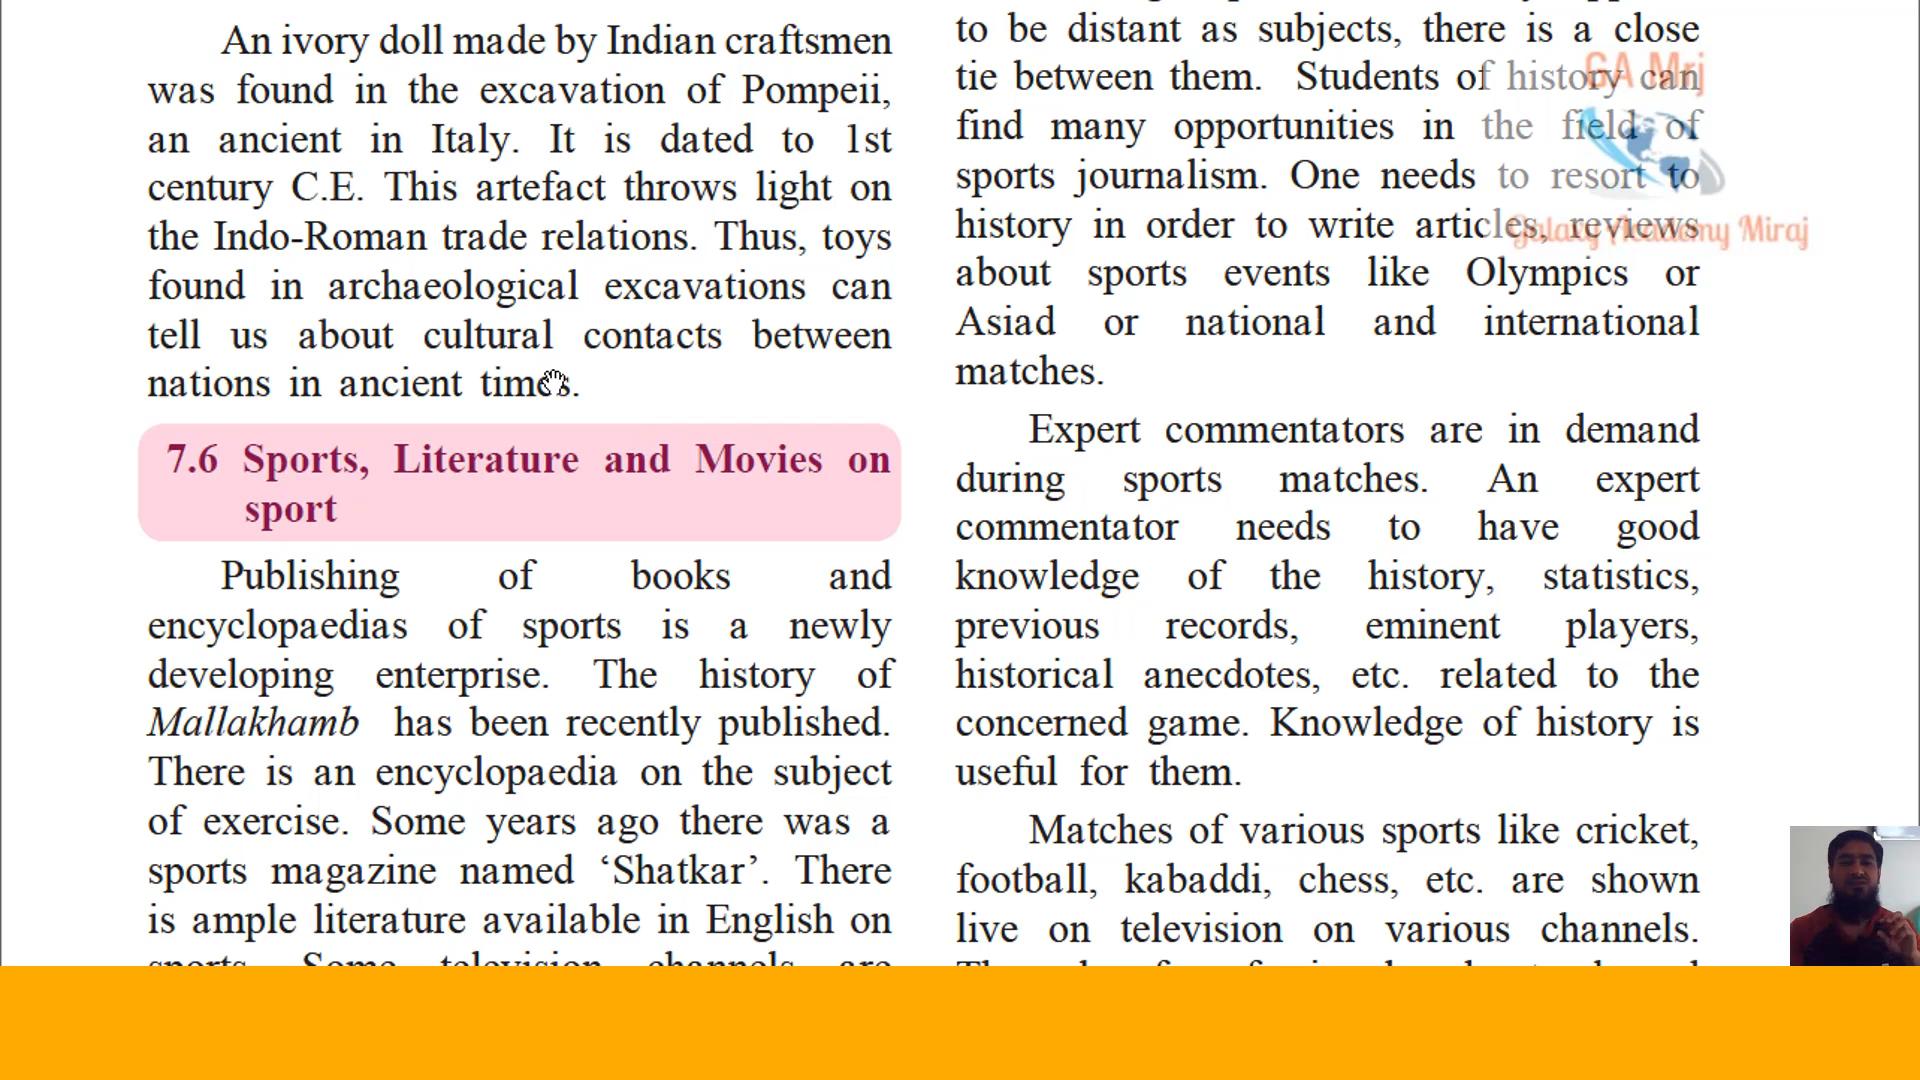 An ivory doll made by Indian craftsmen
was found in the excavation of Pompeii,
an ancient in Italy. It is dated to 1st
century C.E. This artefact throws light on
the Indo-Roman trade relations. Thus, toys
found in archaeological excavations can
tell us about cultural contacts between
nations in ancient times.
7.6 Sports, Literature and Movies on
sport
Publishing of books and
encyclopaedias of sports is a newly
developing enterprise. The history of
Mallakhamb has been recently published.
There is an encyclopaedia on the subject
of exercise. Some years ago there was a
sports magazine named ‘Shatkar’. There
is ample literature available in English on
sports. Some television channels are
to be distant as subjects, there is a close
tie between them. Students of history can
find many opportunities in the field of
sports journalism. One needs to resort to
history in order to write articles, reviews
about sports events like Olympics or
Asiad or national and international
matches.
Expert commentators are in demand
during sports matches. An expert
commentator needs to have good
knowledge of the history, statistics,
previous records, eminent players,
historical anecdotes, etc. related to the
concerned game. Knowledge of history is
useful for them.
Matches of various sports like cricket,
football, kabaddi, chess, etc. are shown
live on television on various channels.
GA Mrj
Galaxy Academy Miraj